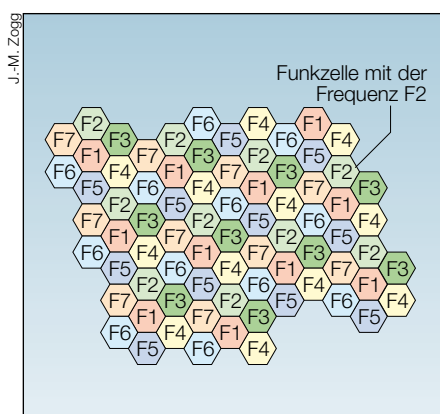 J.-M. Zogg
Funkzelle mit der
Frequenz F2
F2 F6 F4 F1
F7 F3 F2 F5 F6 F4
F1 F7 F3 F2 F5
F6 F4 F1 F7 F3 F2
F5 F6 F4 F1 F7 F3
F2 F5 F6 F4 F1
F7 F3 F2 F5 F6 F4
F1 F7 F3 F2 F5
F6 F4 F1 F7 F3 F2
F5 F6 F4 F1 F7 F3
F2 F5 F6 F4 F1
F7 F3 F2 F5 F6 F4
F1 F7 F3 F5
F6 F4 F1
F5 F6 F4